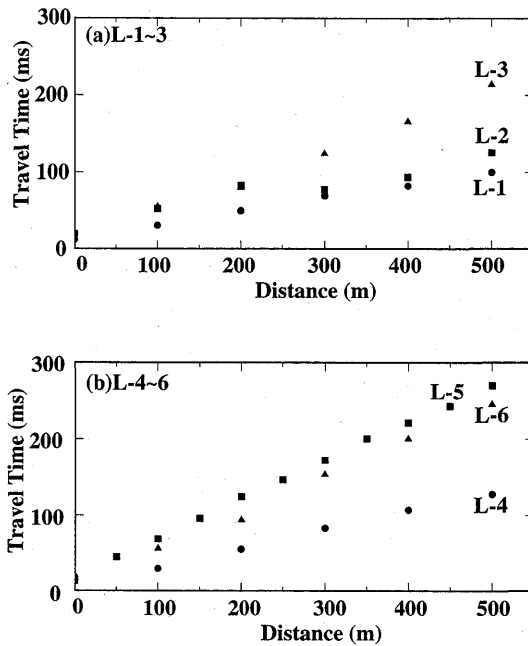 (a)L-1~3
300
200
100
0
Travel Time (ms)
L-3
L-2
L-1
0 100 200 300 400 500
Distance (m)
(b)L-4~6
300
200
100
0
Travel Time (ms)
L-5
L-6
L-4
0 100 200 300 400 500
Distance (m)